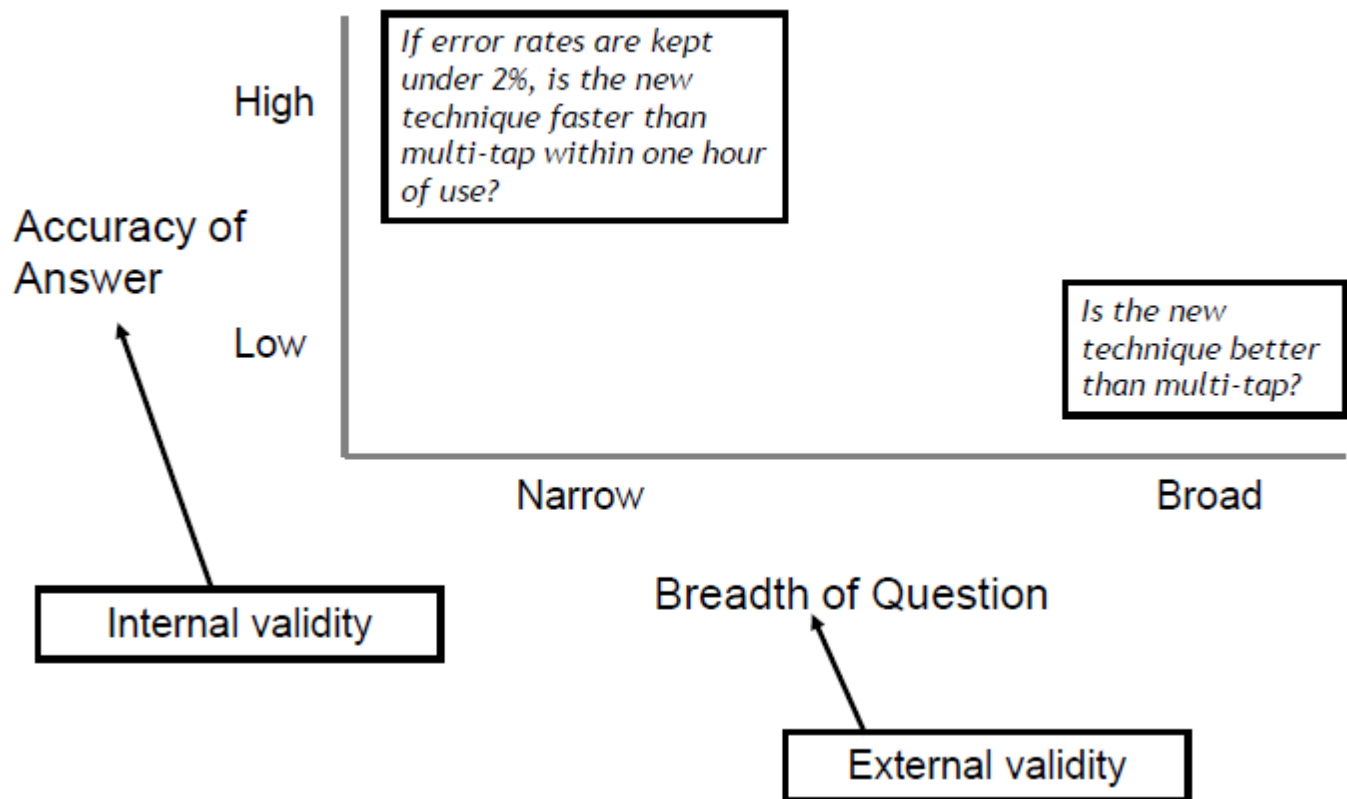 If error rates are kept
under 2%, is the new
technique faster than
multi-tap within one hour
of use?
High
Accuracy of
Answer
Low
Is the new
technique better
than multi-tap?
Narrow
Broad
Breadth of Question
Internal validity
External validity